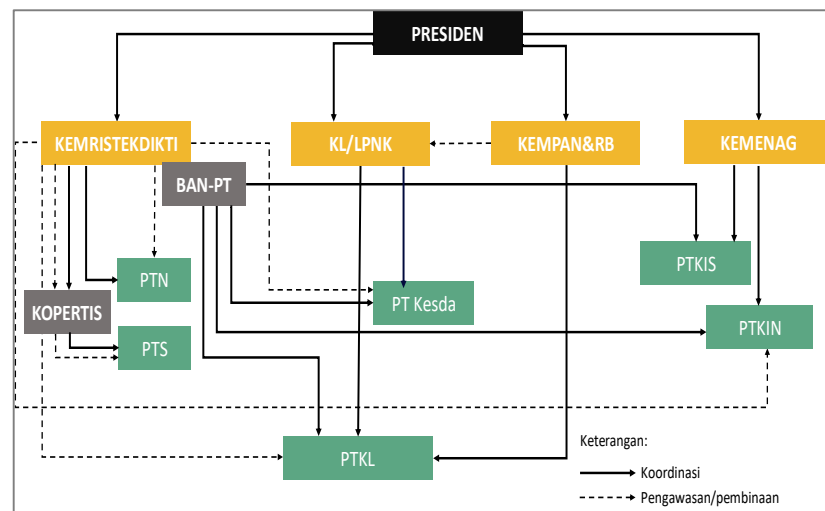 PRESIDEN
KEMRISTEKDIKTI
KL/LPNK
KEMPAN&RB
KEMENAG
BAN-PT
PTKIS
PTN
PT Kesda
KOPERTIS
PTKIN
PTS
PTKL
Keterangan:
Koordinasi
Pengawasan/pembinaan